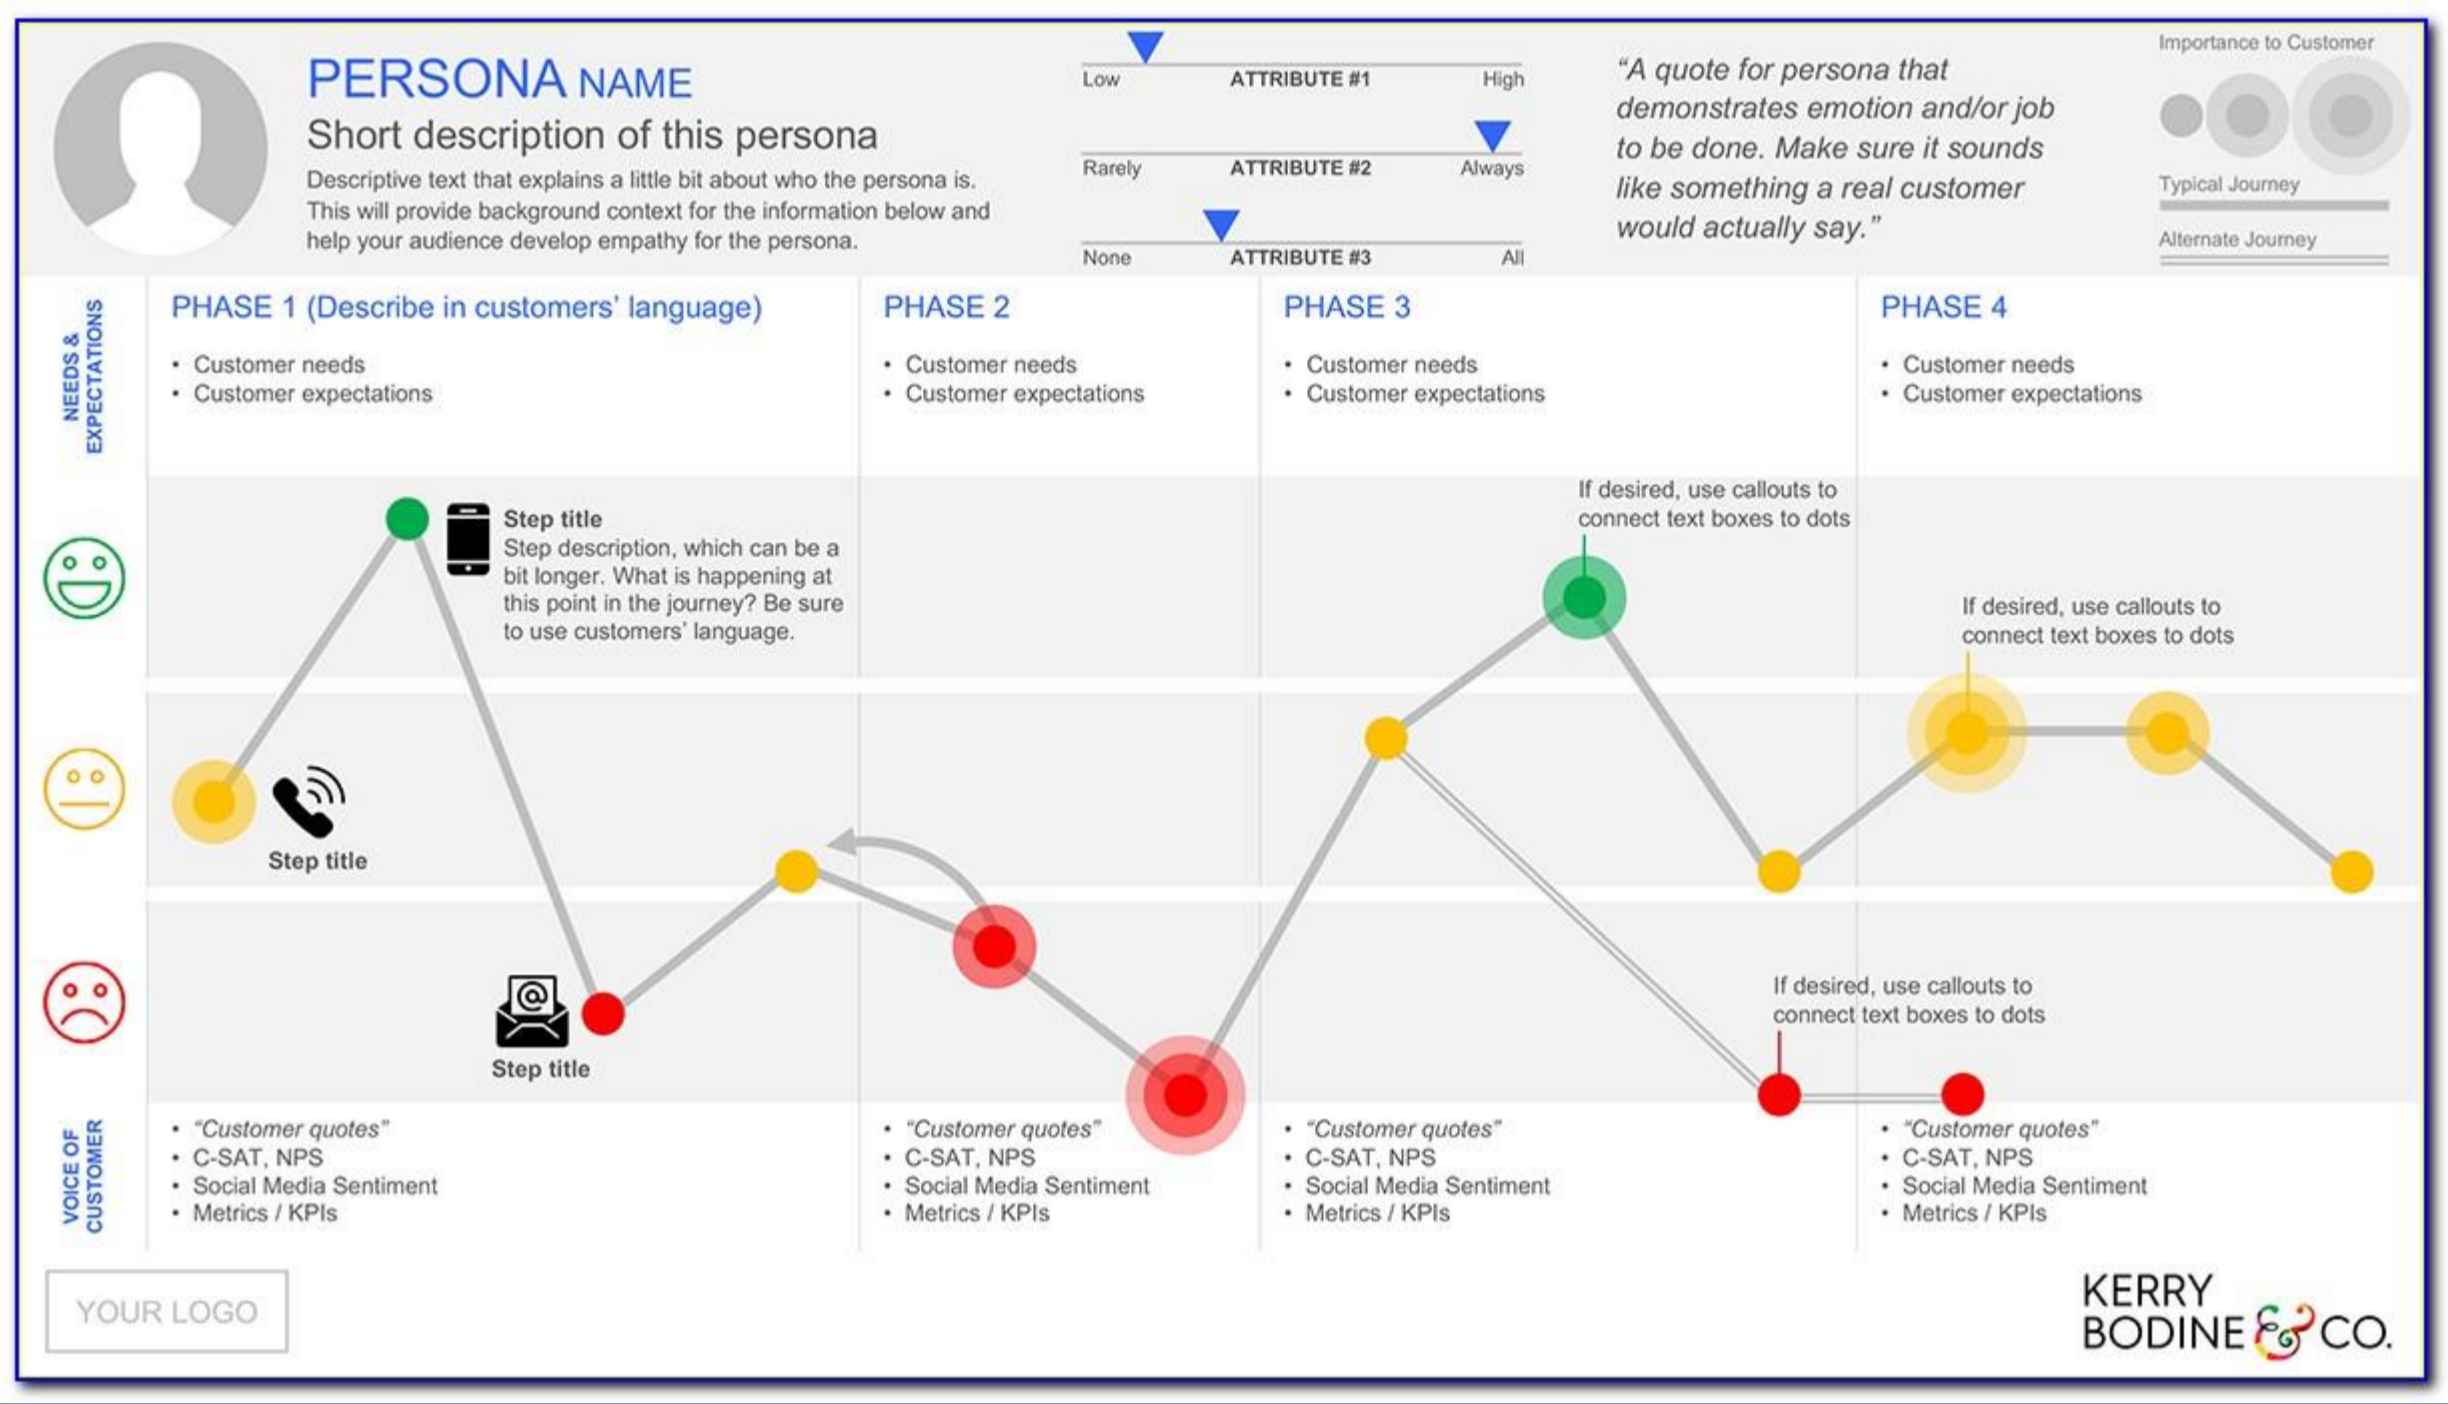 PERSONA NAME
Short description of this persona
Descriptive text that explains a little bit about who the persona is.
This will provide background context for the information below and
help your audience develop empathy for the persona.
Low ATTRIBUTE #1 High
Rarely ATTRIBUTE #2 Always
None ATTRIBUTE #3 All
“A quote for persona that
demonstrates emotion and/or job
to be done. Make sure it sounds
like something a real customer
would actually say.”
Importance to Customer
Typical Journey
Alternate Journey
NEEDS &
EXPECTATIONS
PHASE 1 (Describe in customers’ language)
• Customer needs
• Customer expectations
PHASE 2
• Customer needs
• Customer expectations
PHASE 3
• Customer needs
• Customer expectations
PHASE 4
• Customer needs
• Customer expectations
Step title
Step description, which can be a
bit longer. What is happening at
this point in the journey? Be sure
to use customers’ language.
If desired, use callouts to
connect text boxes to dots
If desired, use callouts to
connect text boxes to dots
Step title
@
Step title
If desired, use callouts to
connect text boxes to dots
VOICE OF
CUSTOMER
• “Customer quotes”
• C-SAT, NPS
• Social Media Sentiment
• Metrics / KPIs
• “Customer quotes”
• C-SAT, NPS
• Social Media Sentiment
• Metrics / KPIs
• “Customer quotes”
• C-SAT, NPS
• Social Media Sentiment
• Metrics / KPIs
• “Customer quotes”
• C-SAT, NPS
• Social Media Sentiment
• Metrics / KPIs
YOUR LOGO
KERRY
BODINE & CO.